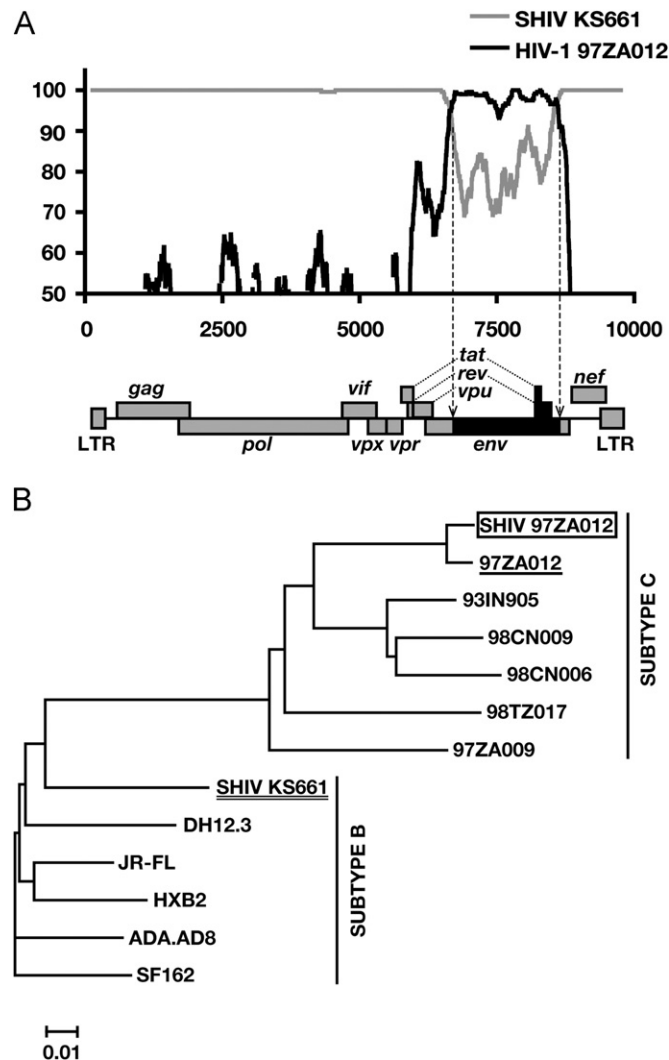 A
SHIV KS661
HIV-1 97ZA012
100
90
80
70
60
50
0 2500 5000 7500 10000
tat
gag vif rev nef
vpu
LTR pol vpx vpr env LTR
B
SHIV 97ZA012
97ZA012
93IN905
98CN009
98CN006
98TZ017
97ZA009
SUBTYPE C
SHIV KS661
DH12.3
JR-FL
HXB2
ADA.AD8
SF162
SUBTYPE B
0.01